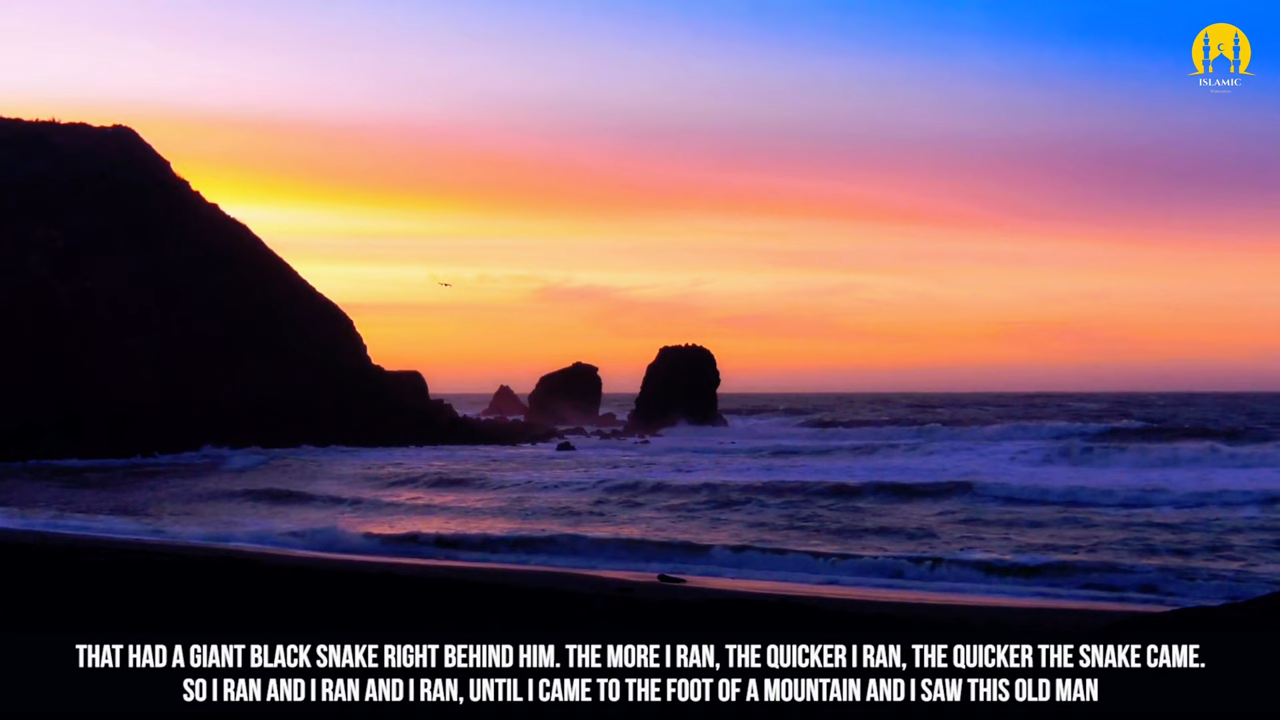 ISLAMIC
THAT HAD A GIANT BLACK SNAKE RIGHT BEHIND HIM. THE MORE I RAN, THE QUICKER I RAN, THE QUICKER THE SNAKE CAME.
SO I RAN AND I RAN AND I RAN, UNTIL I CAME TO THE FOOT OF A MOUNTAIN AND I SAW THIS OLD MAN